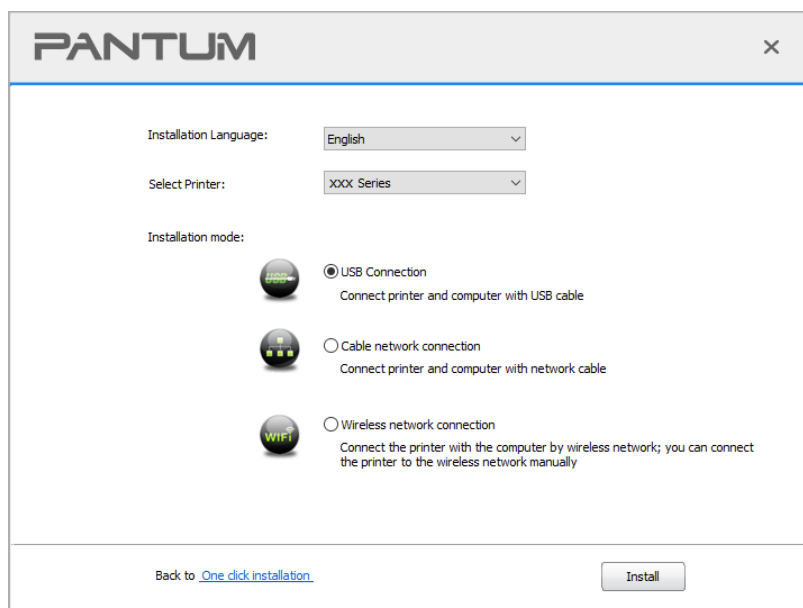 PANTUM
Installation Language:
English
Select Printer:
XXX Series
Installation mode:
USB
USB Connection
Connect printer and computer with USB cable
Cable network connection
Connect printer and computer with network cable
WIFI
Wireless network connection
Connect the printer with the computer by wireless network; you can connect
the printer to the wireless network manually
Back to One click installation
Install